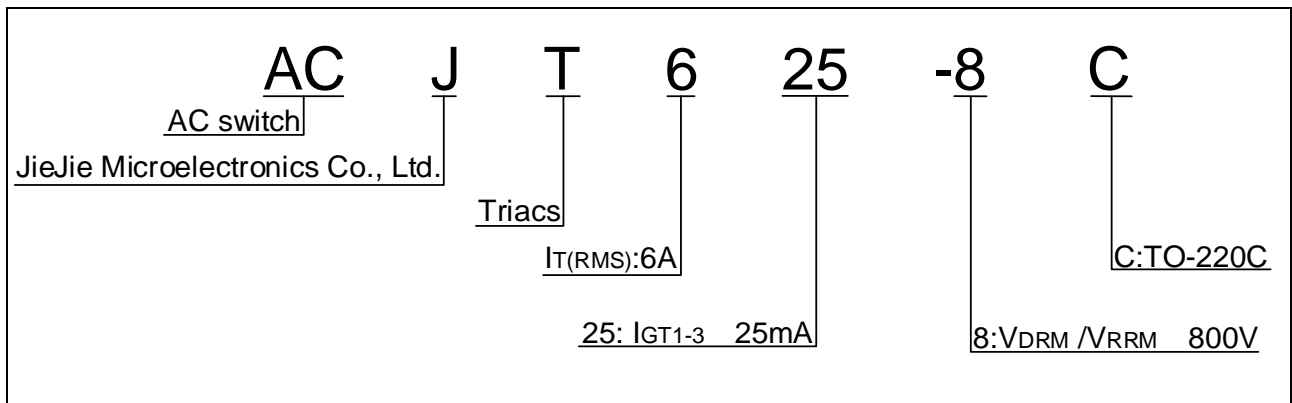 AC J T 6 25 -8 C
AC switch
JieJie Microelectronics Co., Ltd.
Triacs
IT(RMS):6A
C:TO-220C
25: IGT1-3 25mA
8:VDRM /VRRM 800V